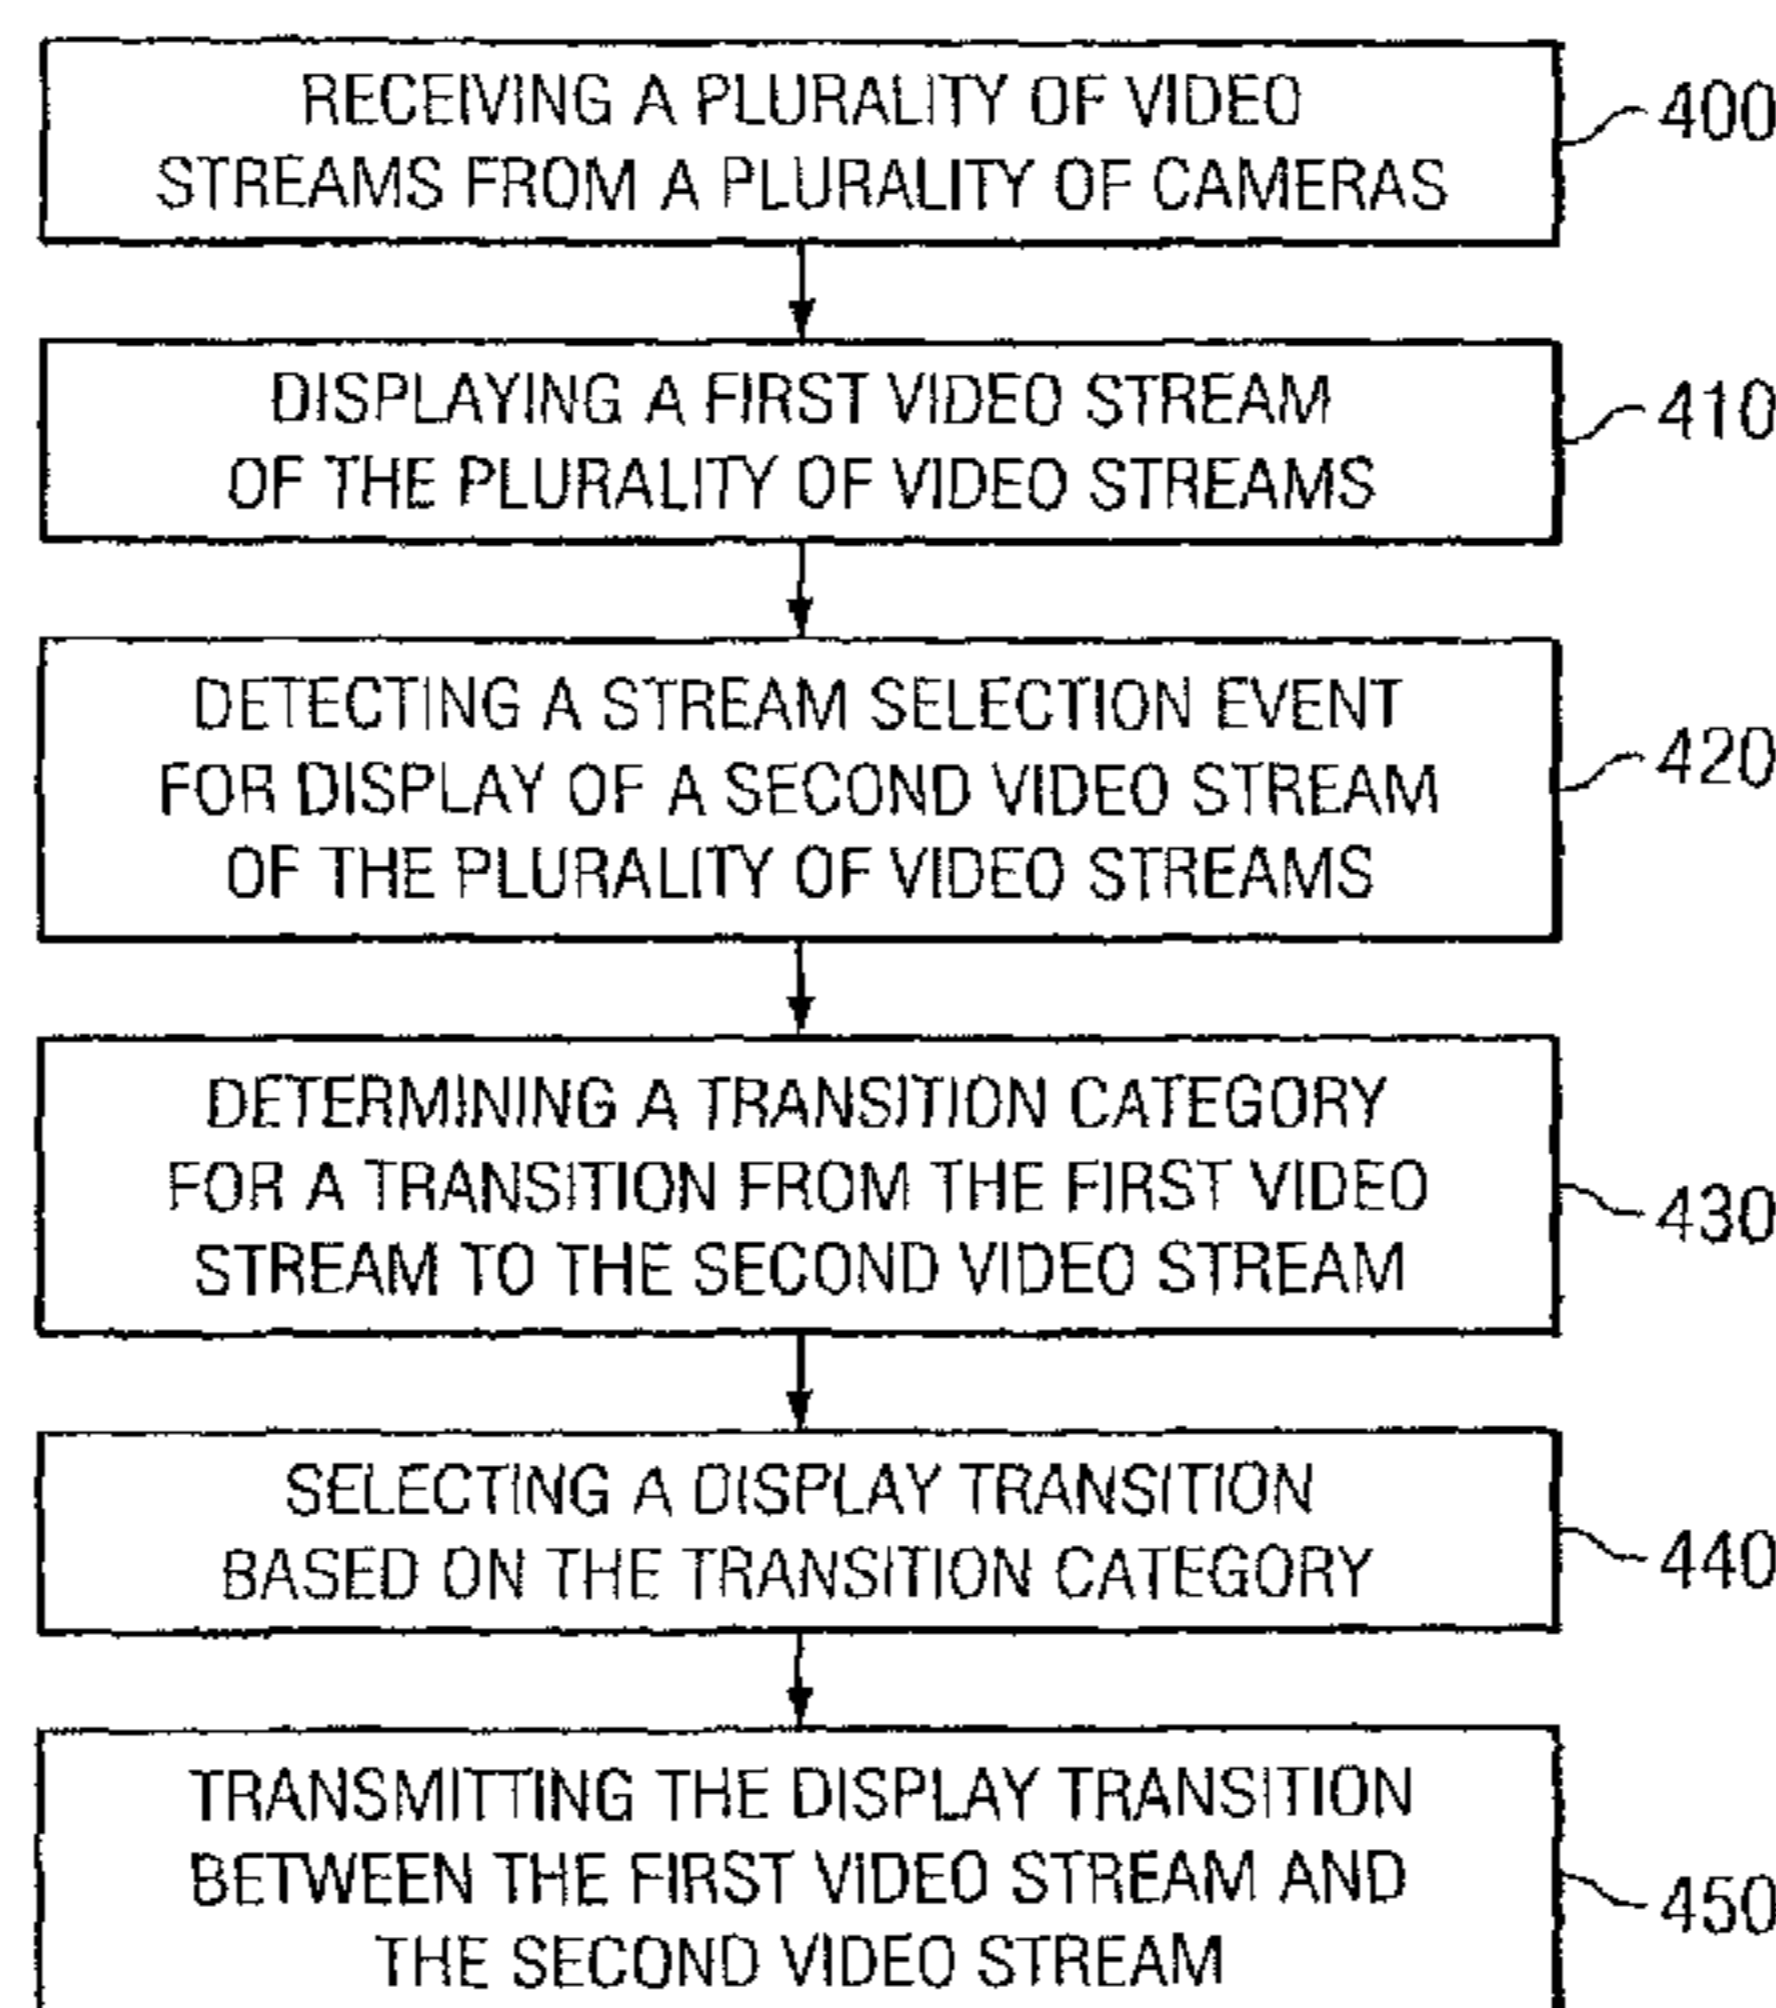 RECEIVING A PLURALITY OF VIDEO
STREAMS FROM A PLURALITY OF CAMERAS
400
DISPLAYING A FIRST VIDEO STREAM
OF THE PLURALITY OF VIDEO STREAMS
410
DETECTING A STREAM SELECTION EVENT
FOR DISPLAY OF A SECOND VIDEO STREAM
OF THE PLURALITY OF VIDEO STREAMS
420
DETERMINING A TRANSITION CATEGORY
FOR A TRANSITION FROM THE FIRST VIDEO
STREAM TO THE SECOND VIDEO STREAM
430
SELECTING A DISPLAY TRANSITION
BASED ON THE TRANSITION CATEGORY
440
TRANSMITTING THE DISPLAY TRANSITION
BETWEEN THE FIRST VIDEO STREAM AND
THE SECOND VIDEO STREAM
450